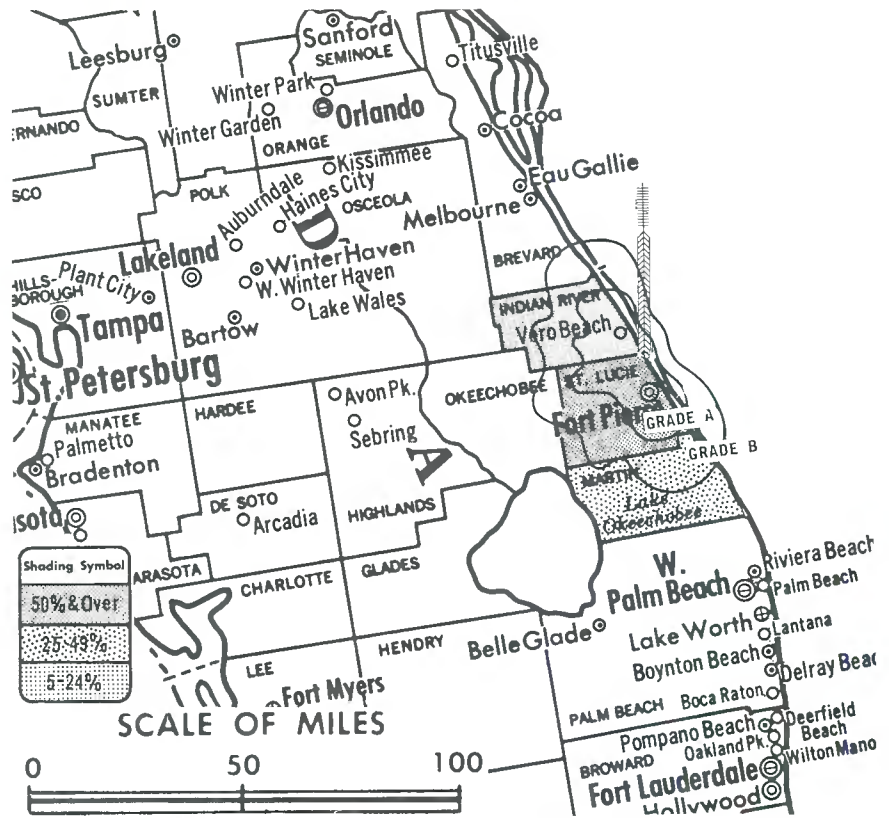 Sanford
SEMINOLE
Titusville
Leesburg
SUMTER
Winter Park
Orlando
Winter Garden
ERNANDO
ORANGE
Cocoa
Kissimmee
Eau Gallie
SCO
POLK
Auburndale
Haines City
OSCEOLA
Melbourne
D
BREVARD
Lakeland
Winter Haven
W. Winter Haven
HILLS-
BOROUGH
Plant City
Lake Wales
INDIAN RIVER
Vero Beach
Tampa
Bartow
St. Petersburg
OKEECHOBEE
ST. LUCIE
Avon Pk.
HARDEE
MANATEE
Sebring
Fort Pierc
GRADE A
Palmetto
Bradenton
A
GRADE B
MARTIN
DE SOTO
Arcadia
HIGHLANDS
Lake
Okeechobee
sota
Shading Symbol
50% & Over
25-49%
5-24%
ARASOTA
CHARLOTTE
GLADES
W.
Palm Beach
Riviera Beach
Palm Beach
Belle Glade
Lake Worth
Lantana
HENDRY
LEE
Boynton Beach
Delray Beac
Fort Myers
Boca Raton
PALM BEACH
SCALE OF MILES
0 50 100
Pompano Beach
Deerfield
Beach
Oakland Pk.
Wilton Mano
BROWARD
Fort Lauderdale
Hollywood